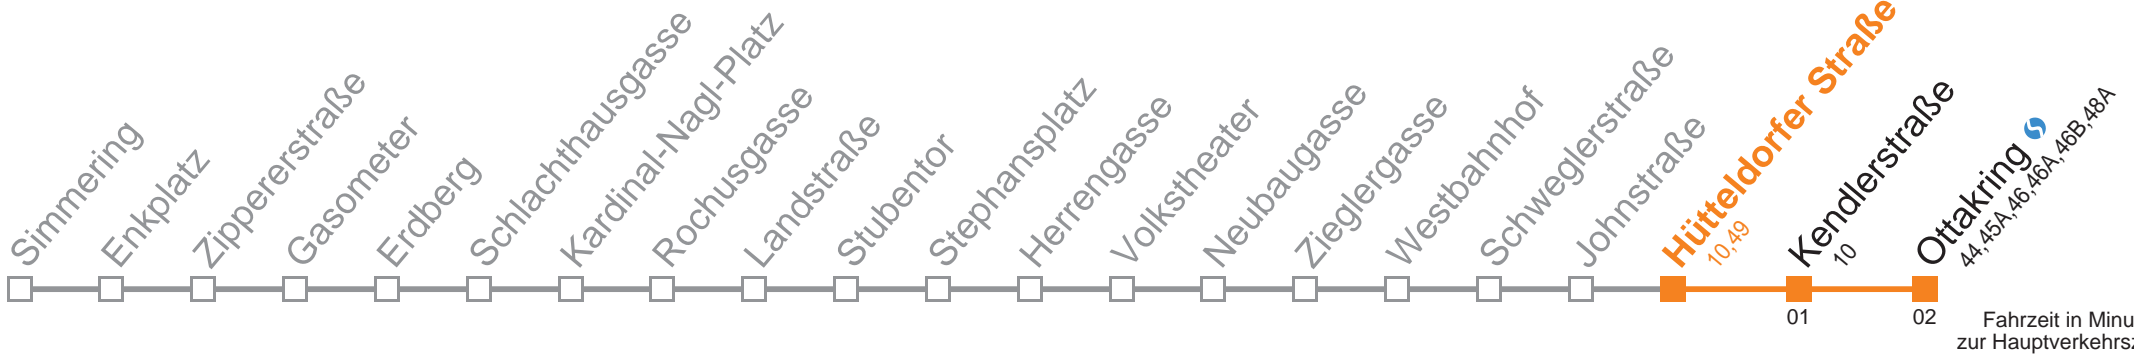 Simmering
Enkplatz
Zippererstraße
Gasometer
Erdberg
Schlachthausgasse
Kardinal-Nagl-Platz
Rochusgasse
Landstraße
Stubentor
Stephansplatz
Herrengasse
Volkstheater
Neubaugasse
Zieglergasse
Westbahnhof
Schweglerstraße
Johnstraße
Hütteldorfer Straße
10,49
Kendlerstraße
10
Ottakring
44,45A,46,46A,46B,48A
01
02
Fahrzeit in Minu
zur Hauptverkehrsz